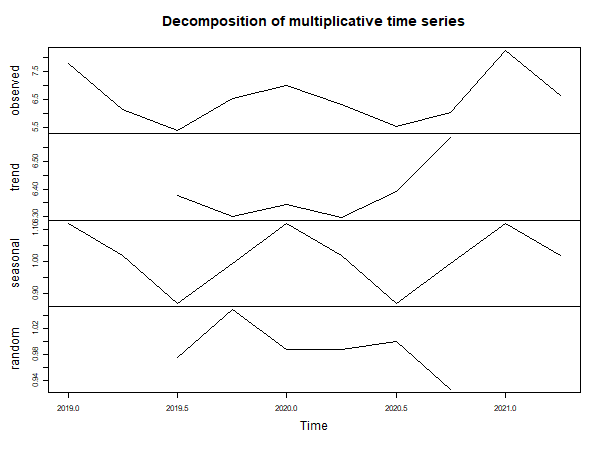 Decomposition of multiplicative time series
observed
5.5 6.5 7.5
trend
6.30 6.40 6.50
seasonal
0.90 1.00 1.10
random
0.94 0.98 1.02
2019.0 2019.5 2020.0 2020.5 2021.0
Time